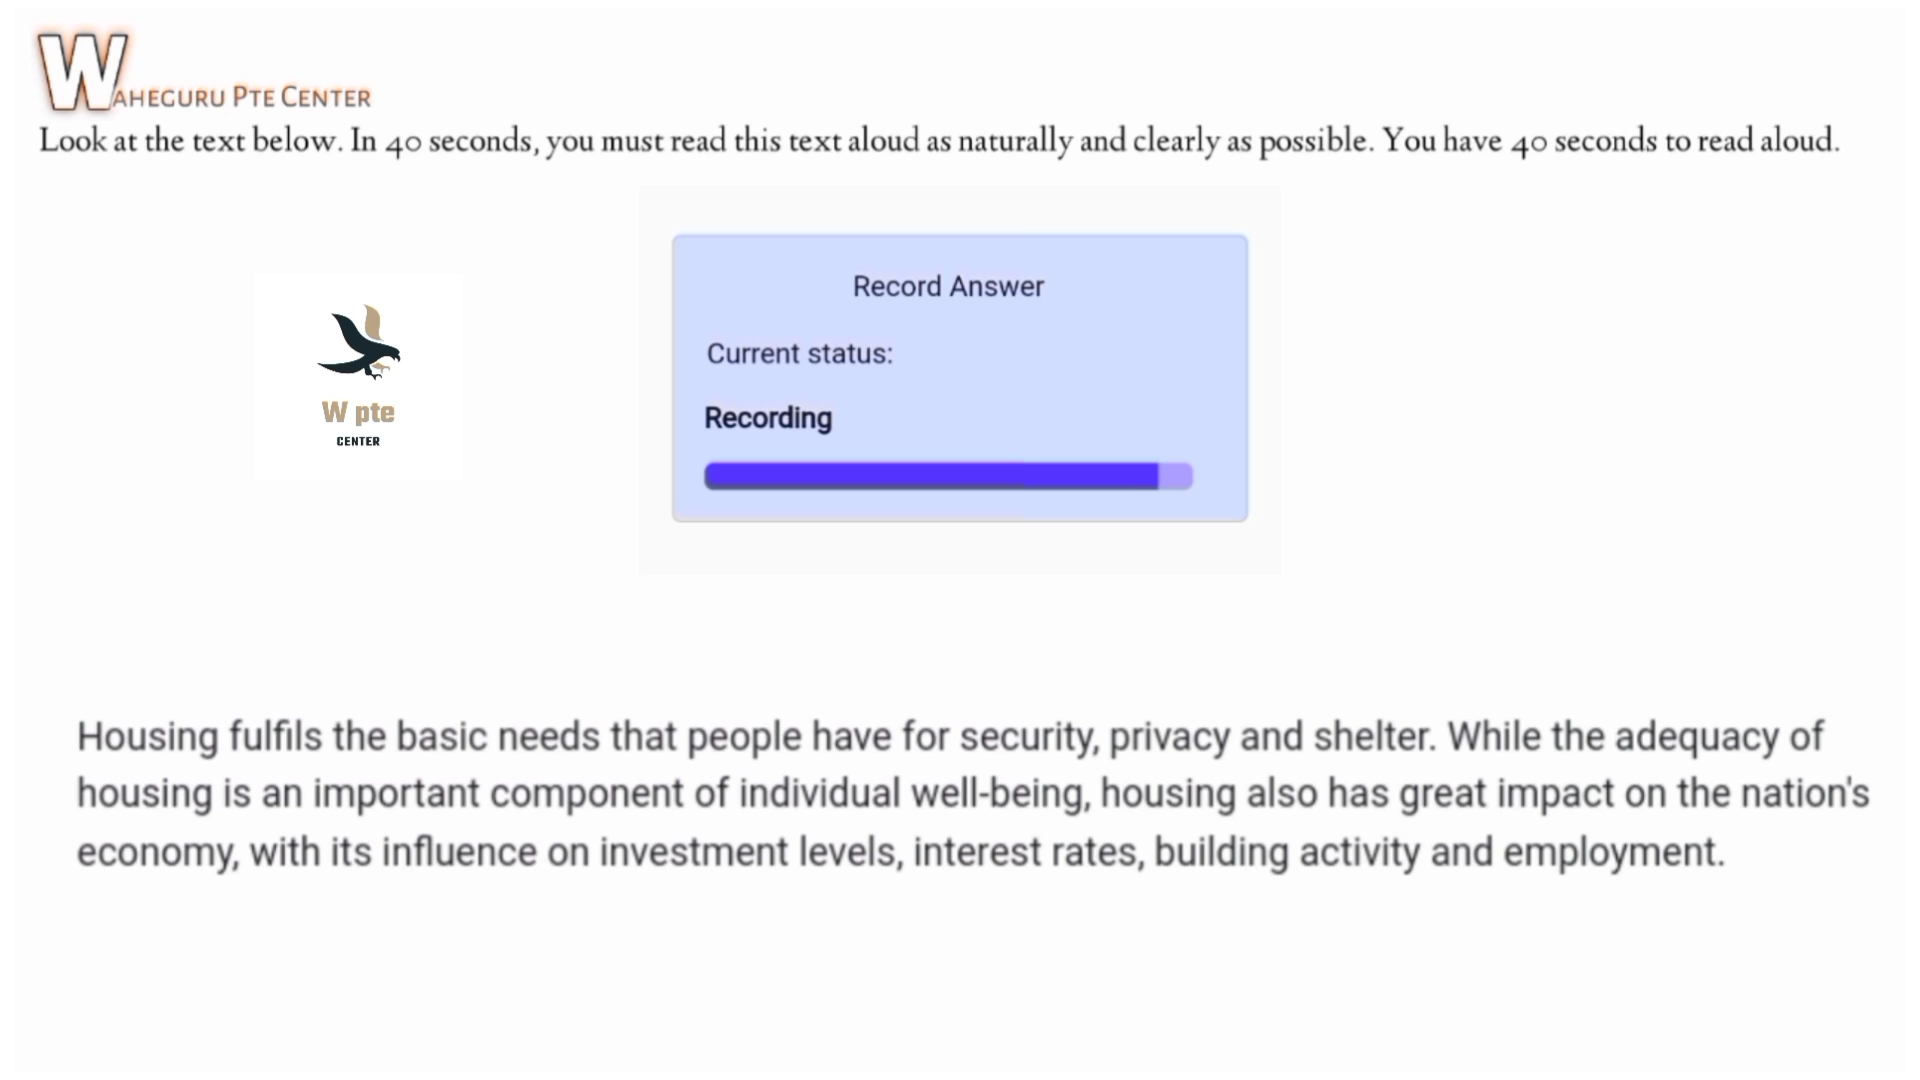 WAHEGURU PTE CENTER
Look at the text below. In 40 seconds, you must read this text aloud as naturally and clearly as possible. You have 40 seconds to read aloud.
Record Answer
Current status:
Recording
W pte
CENTER
Housing fulfils the basic needs that people have for security, privacy and shelter. While the adequacy of
housing is an important component of individual well-being, housing also has great impact on the nation's
economy, with its influence on investment levels, interest rates, building activity and employment.